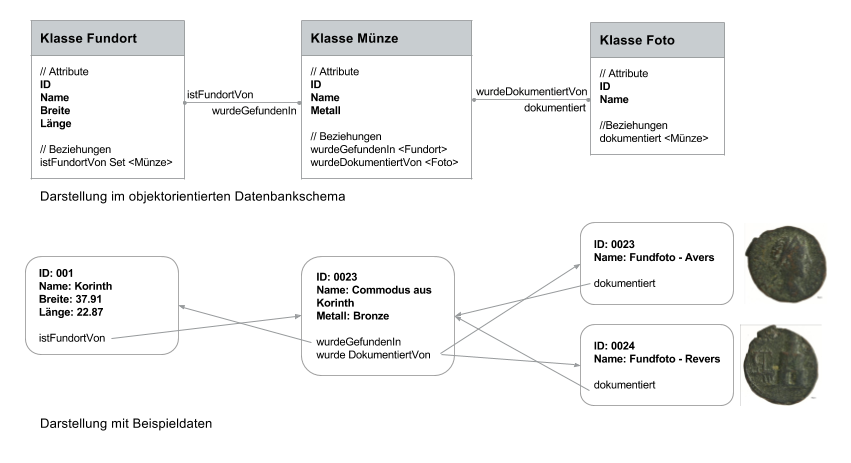 Klasse Fundort
// Attribute
ID
Name
Breite
Länge
// Beziehungen
istFundortVon Set <Münze>
istFundortVon
wurdeGefundenIn
Klasse Münze
// Attribute
ID
Name
Metall
// Beziehungen
wurdeGefundenIn <Fundort>
wurdeDokumentiertVon <Foto>
wurdeDokumentiertVon
dokumentiert
Klasse Foto
// Attribute
ID
Name
//Beziehungen
dokumentiert <Münze>
Darstellung im objektorientierten Datenbankschema
ID: 001
Name: Korinth
Breite: 37.91
Länge: 22.87
istFundortVon
ID: 0023
Name: Commodus aus
Korinth
Metall: Bronze
wurdeGefundenIn
wurde DokumentiertVon
ID: 0023
Name: Fundfoto - Avers
dokumentiert
ID: 0024
Name: Fundfoto - Revers
dokumentiert
Darstellung mit Beispieldaten